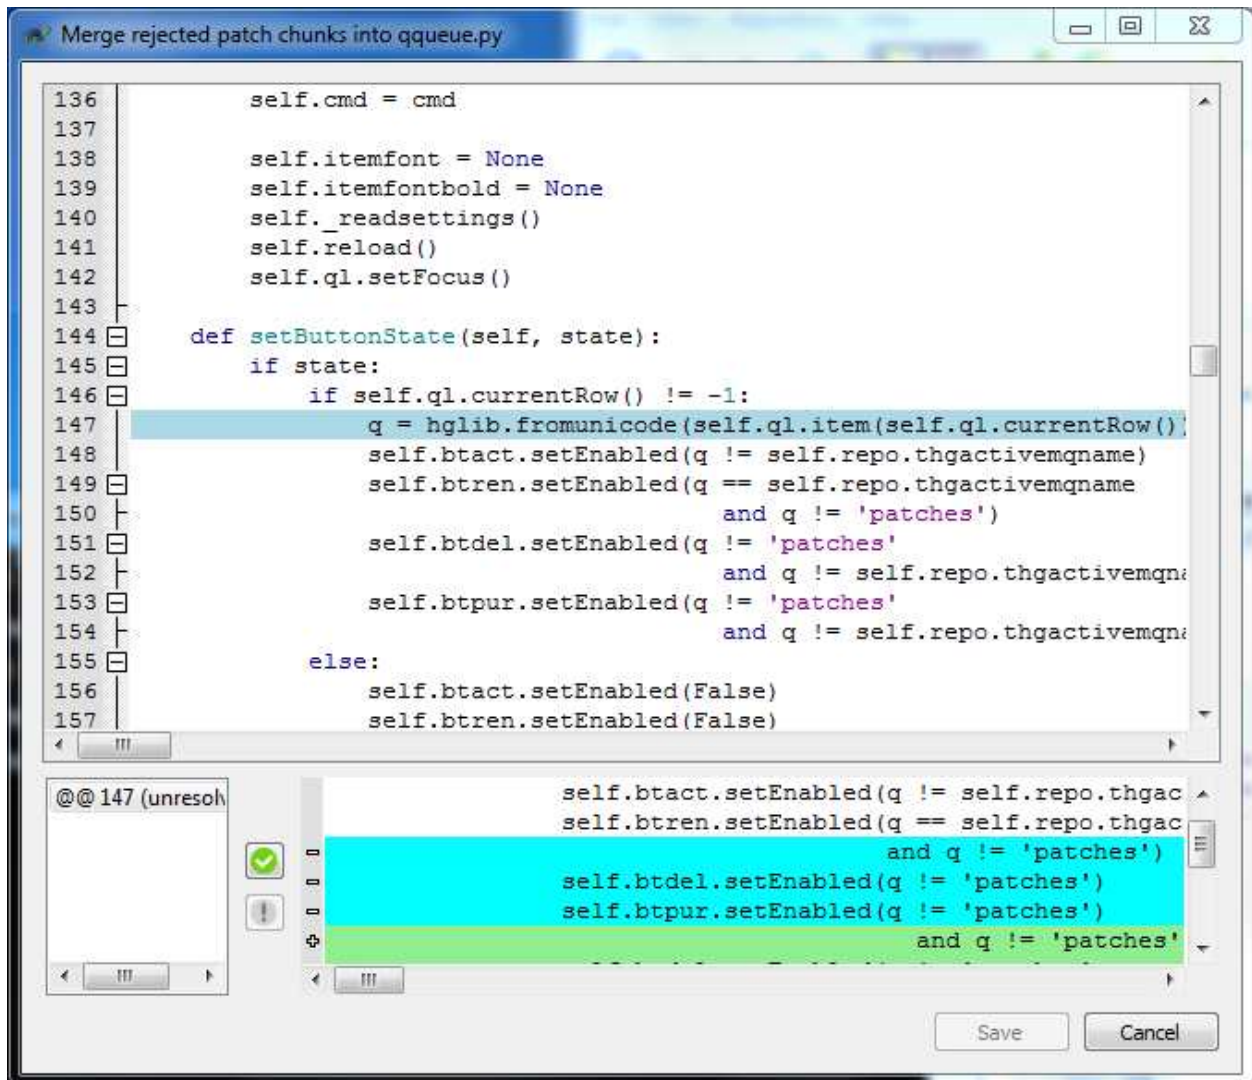 Merge rejected patch chunks into qqueue.py
136         self.cmd = cmd
137
138         self.itemfont = None
139         self.itemfontbold = None
140         self._readsettings()
141         self.reload()
142         self.ql.setFocus()
143
144     def setButtonState(self, state):
145         if state:
146             if self.ql.currentRow() != -1:
147                 q = hglib.fromunicode(self.ql.item(self.ql.currentRow()
148                 self.btact.setEnabled(q != self.repo.thgactivemqname)
149                 self.btren.setEnabled(q == self.repo.thgactivemqname
150                                         and q != 'patches')
151                 self.btdel.setEnabled(q != 'patches'
152                                         and q != self.repo.thgactivemqna
153                 self.btpur.setEnabled(q != 'patches'
154                                         and q != self.repo.thgactivemqna
155             else:
156                 self.btact.setEnabled(False)
157                 self.btren.setEnabled(False)
@@ 147 (unresolv
self.btact.setEnabled(q != self.repo.thgac
self.btren.setEnabled(q == self.repo.thgac
and q != 'patches')
self.btdel.setEnabled(q != 'patches')
self.btpur.setEnabled(q != 'patches')
and q != 'patches'
Save
Cancel